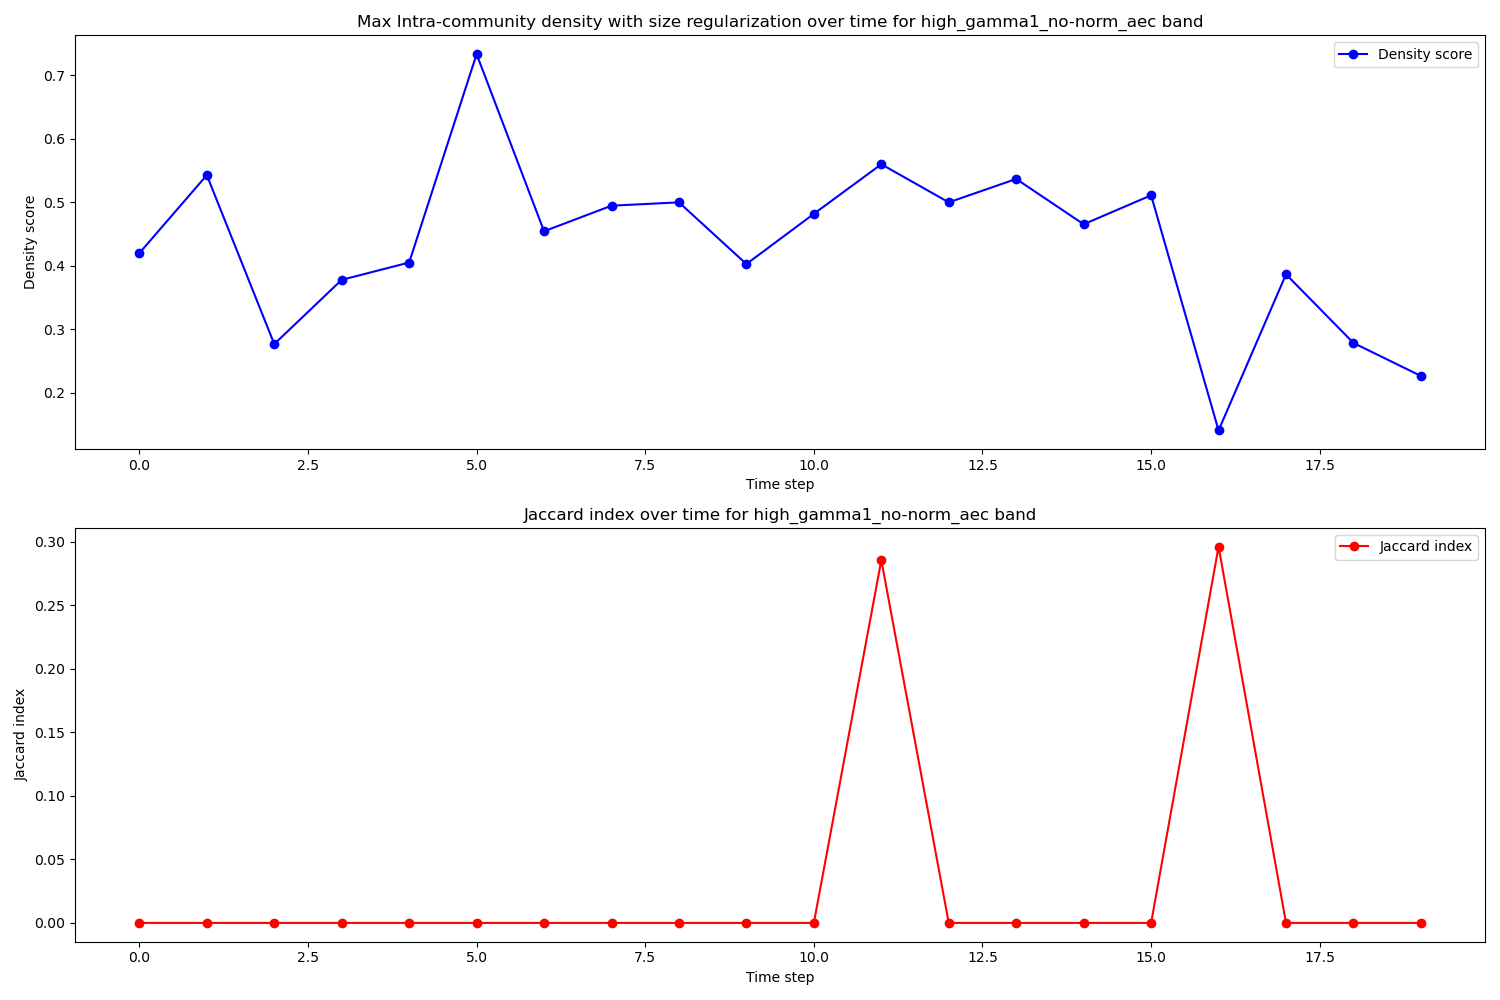 Max Intra-community density with size regularization over time for high_gamma1_no-norm_aec band
Density score
0.7
0.6
0.5
0.4
0.3
0.2
Density score
0.0 2.5 5.0 7.5 10.0 12.5 15.0 17.5
Time step
Jaccard index over time for high_gamma1_no-norm_aec band
Jaccard index
0.30
0.25
0.20
0.15
0.10
0.05
0.00
Jaccard index
0.0 2.5 5.0 7.5 10.0 12.5 15.0 17.5
Time step